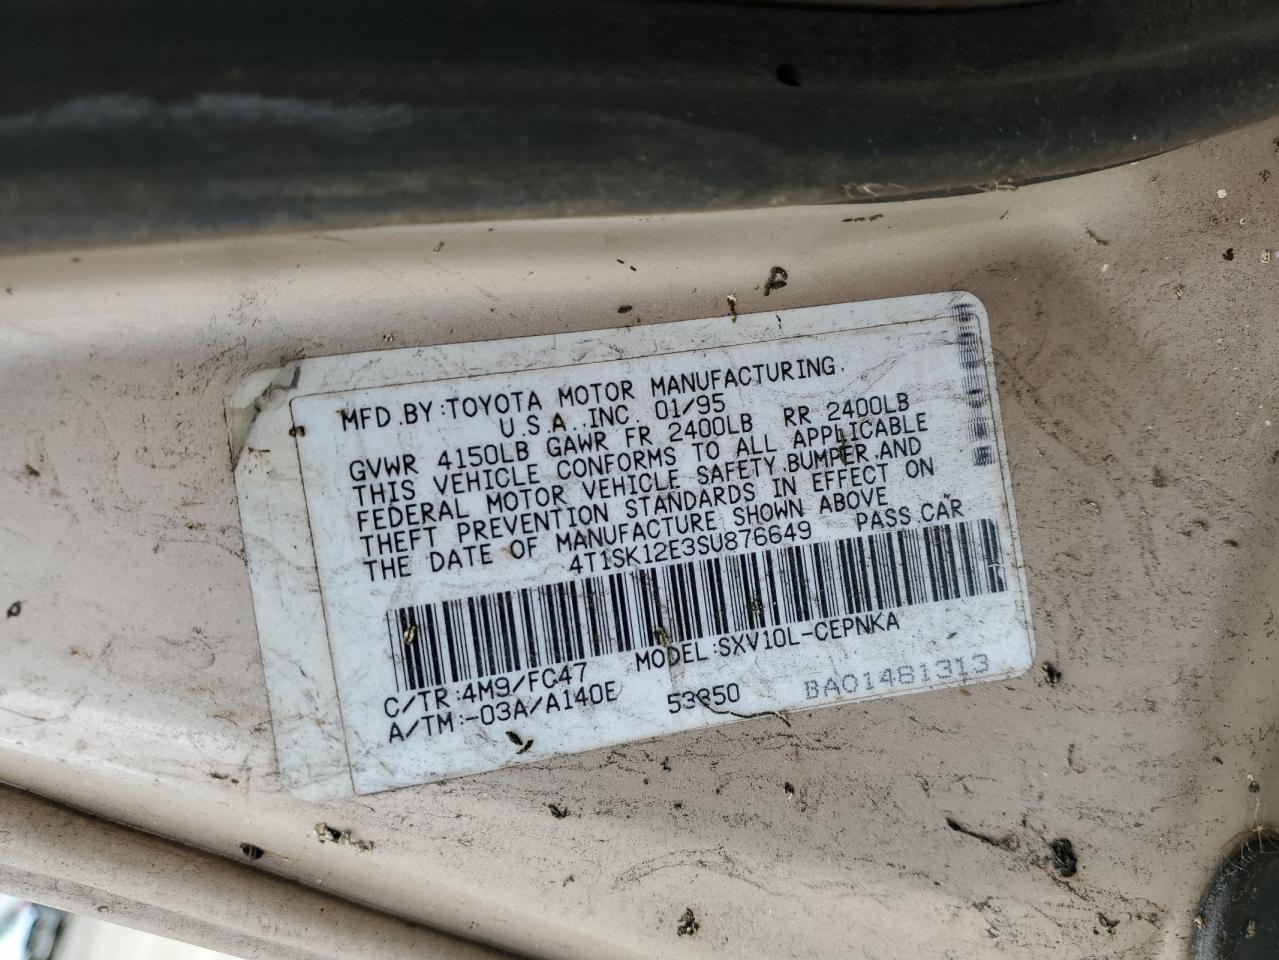 MFD.BY:TOYOTA MOTOR MANUFACTURING,
U.S.A.,INC. 01/95
GVWR 4150LB GAWR FR 2400LB RR 2400LB
THIS VEHICLE CONFORMS TO ALL APPLICABLE
FEDERAL MOTOR VEHICLE SAFETY,BUMPER,AND
THEFT PREVENTION STANDARDS IN EFFECT ON
THE DATE OF MANUFACTURE SHOWN ABOVE
4T1SK12E3SU876649 PASS.CAR
MODEL:SXV10L-CEPNKA
C/TR:4M9/FC47
A/TM:-03A/A140E 53850 BA01481313